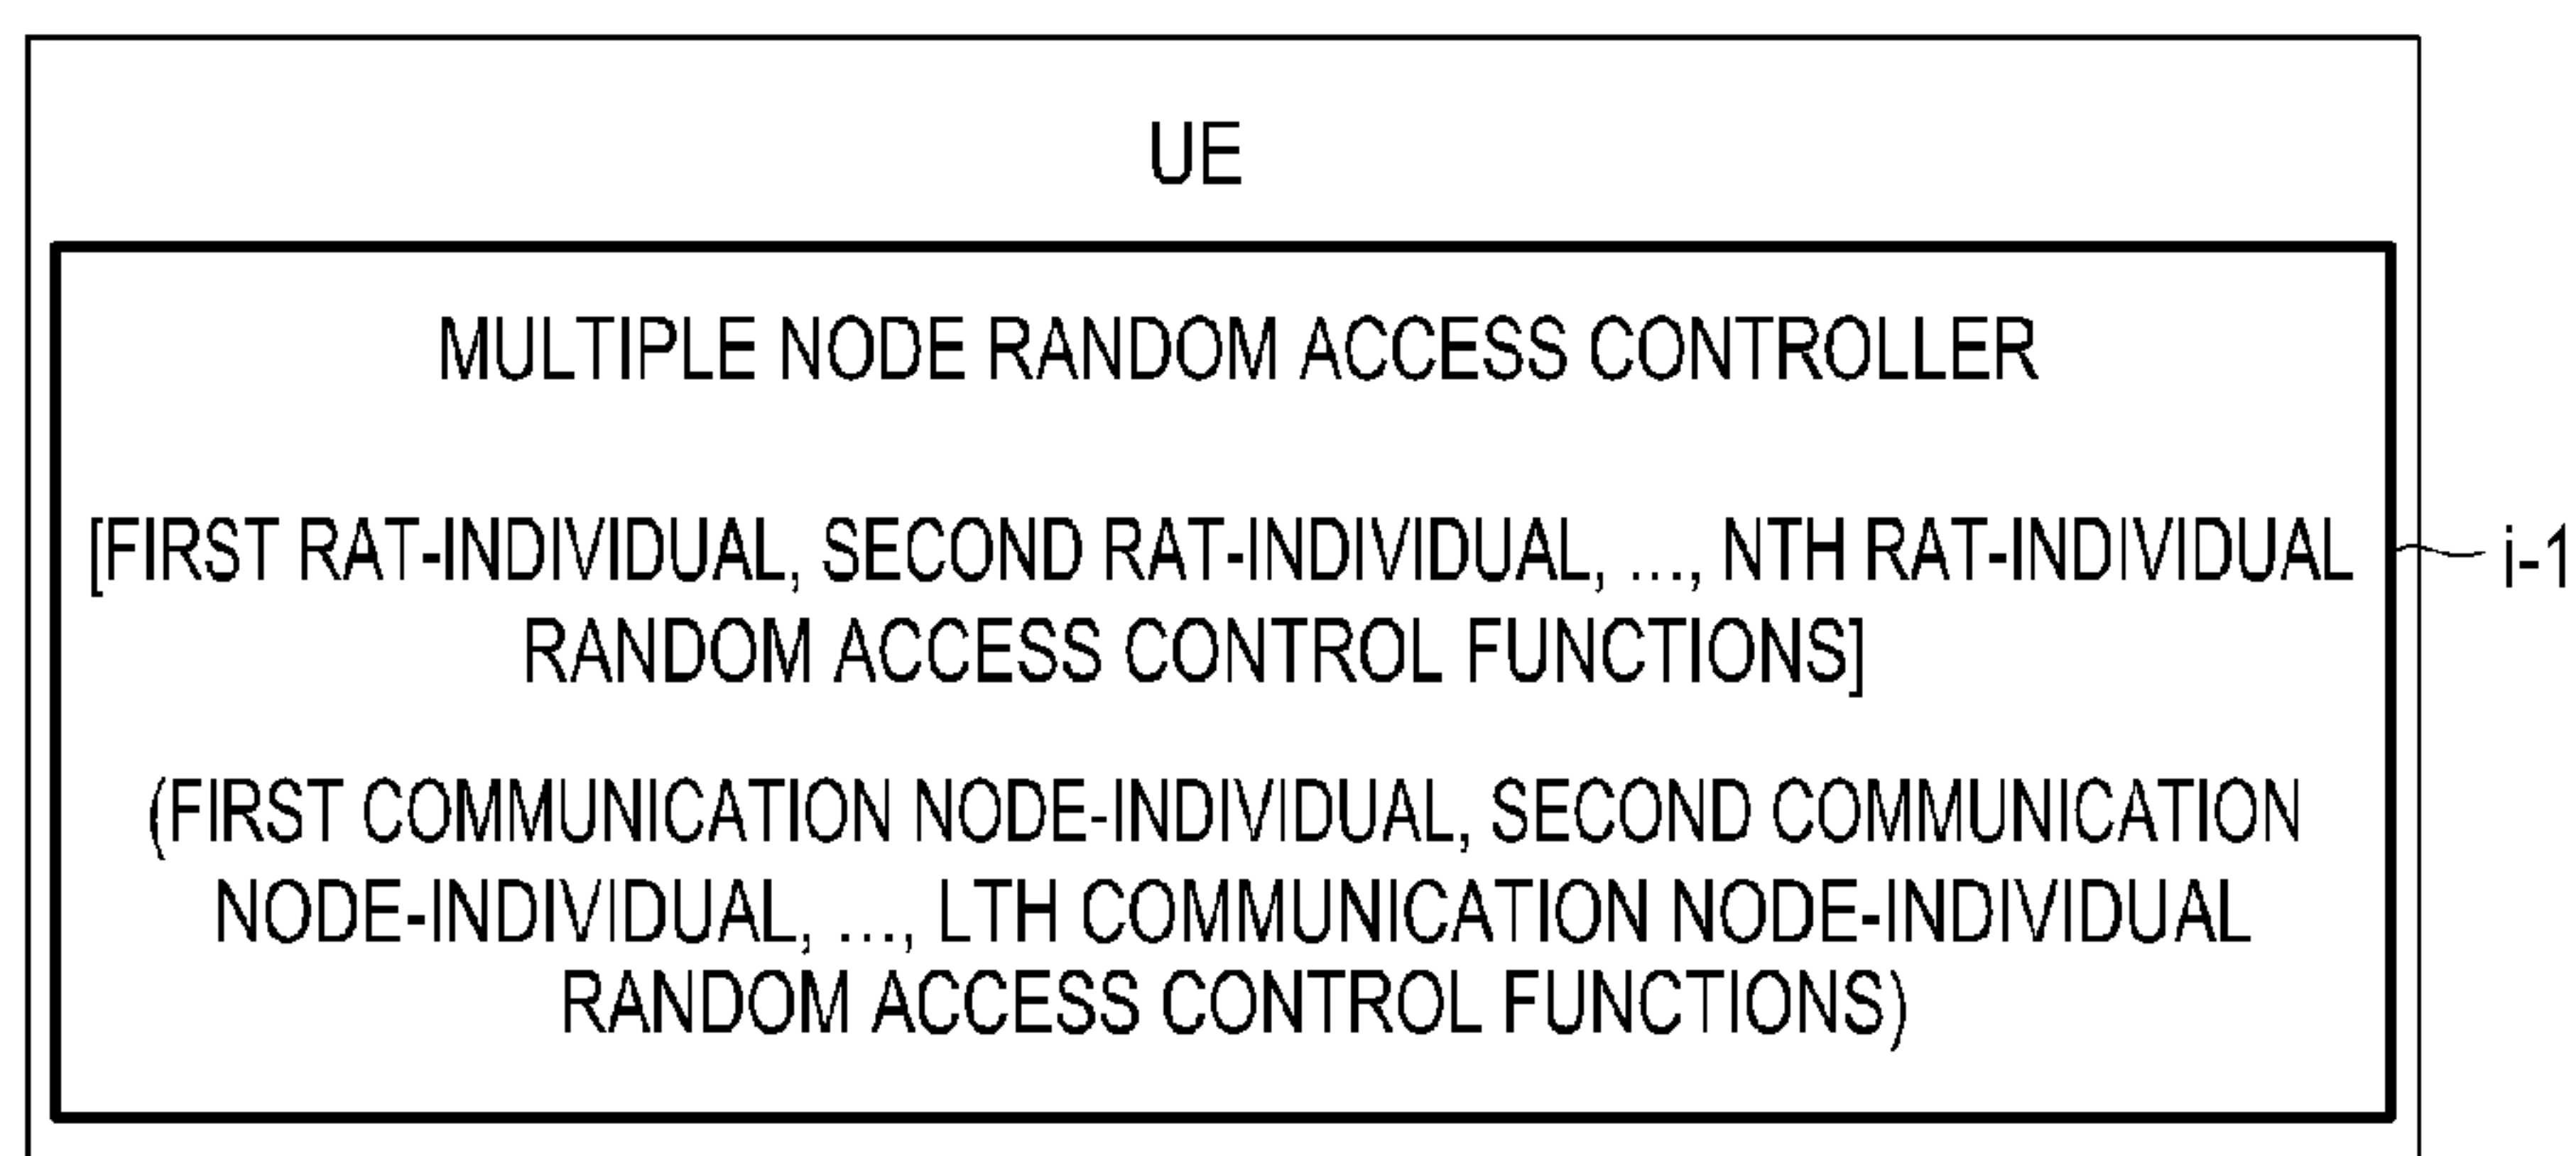 UE
MULTIPLE NODE RANDOM ACCESS CONTROLLER
[FIRST RAT-INDIVIDUAL, SECOND RAT-INDIVIDUAL, ..., NTH RAT-INDIVIDUAL
RANDOM ACCESS CONTROL FUNCTIONS]
i-1
(FIRST COMMUNICATION NODE-INDIVIDUAL, SECOND COMMUNICATION
NODE-INDIVIDUAL, ..., LTH COMMUNICATION NODE-INDIVIDUAL
RANDOM ACCESS CONTROL FUNCTIONS)